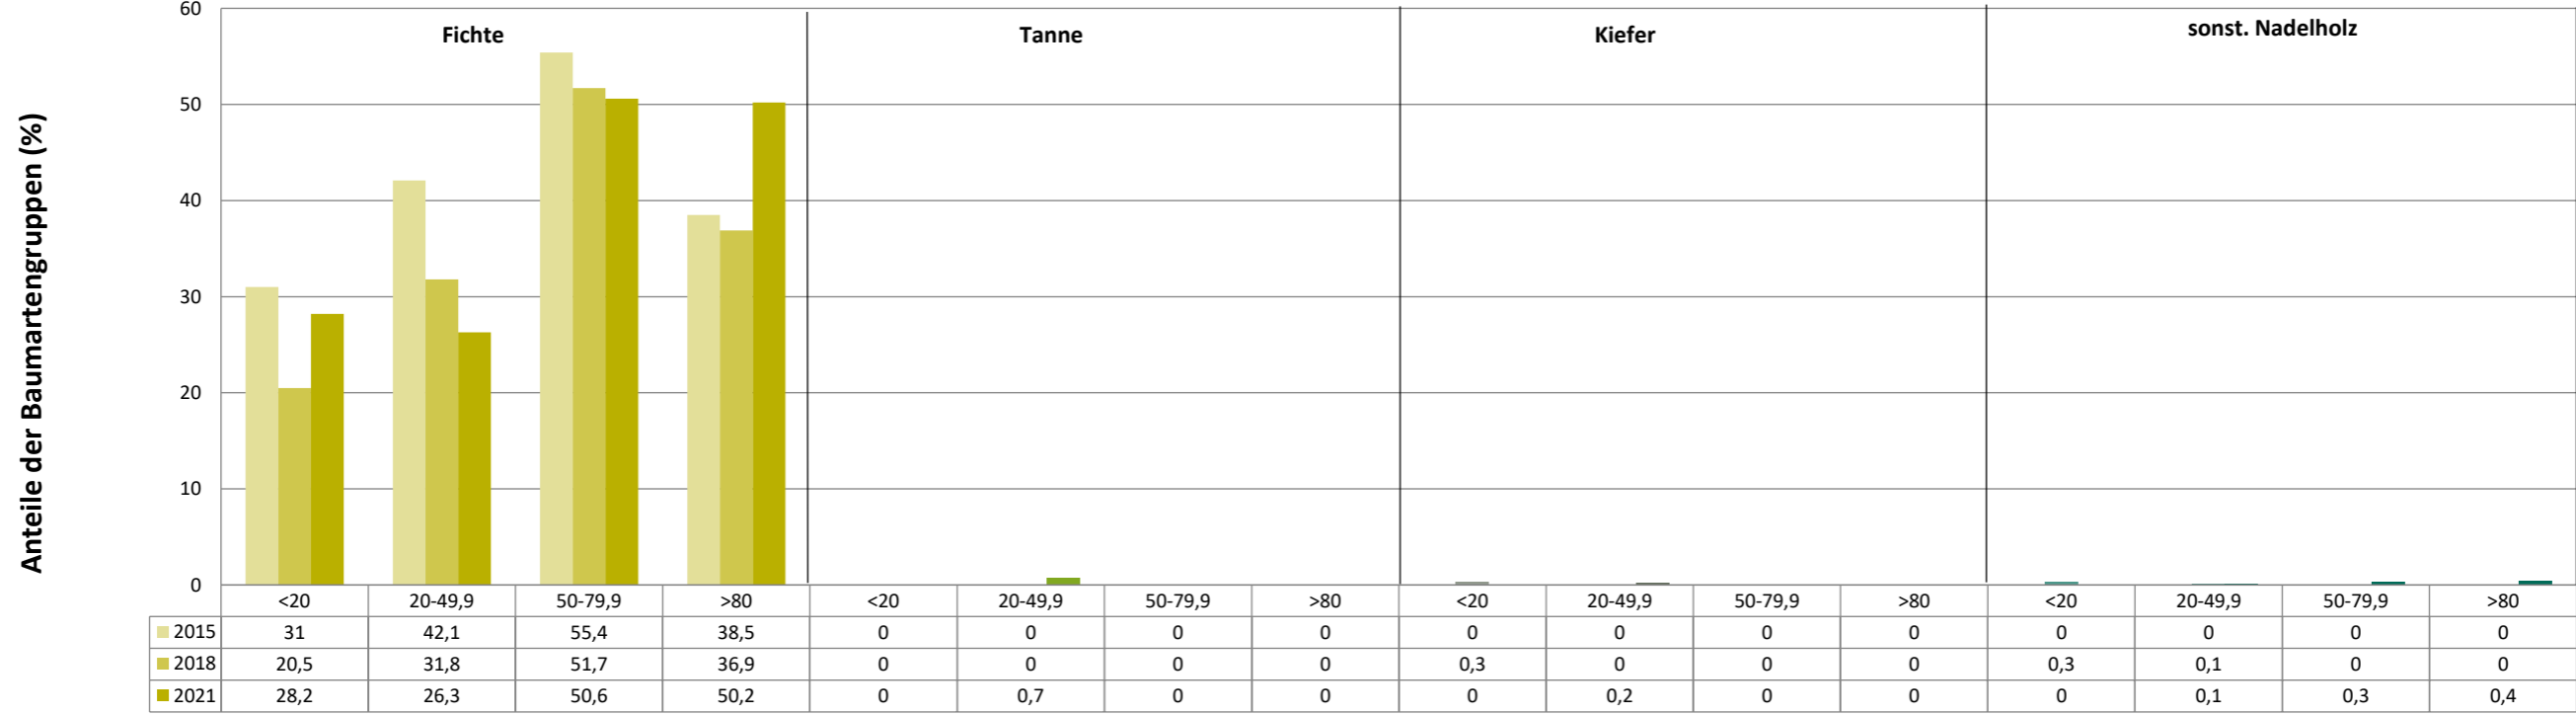 Anteile der Baumartengruppen (%)
60
50
40
30
20
10
0
Fichte Tanne Kiefer sonst. Nadelholz
<20 20-49,9 50-79,9 >80 <20 20-49,9 50-79,9 >80 <20 20-49,9 50-79,9 >80 <20 20-49,9 50-79,9 >80
2015 31 42,1 55,4 38,5 0 0 0 0 0 0 0 0 0 0 0 0
2018 20,5 31,8 51,7 36,9 0 0 0 0 0,3 0 0 0 0,3 0,1 0 0
2021 28,2 26,3 50,6 50,2 0 0,7 0 0 0 0,2 0 0 0 0,1 0,3 0,4